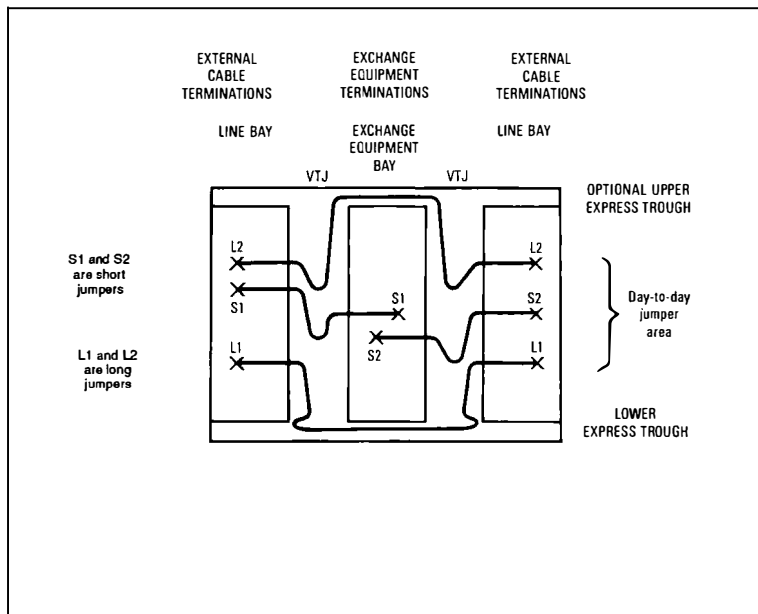 EXTERNAL
CABLE
TERMINATIONS
EXCHANGE
EQUIPMENT
TERMINATIONS
EXTERNAL
CABLE
TERMINATIONS
LINE BAY
EXCHANGE
EQUIPMENT
BAY
LINE BAY
VTJ
VTJ
OPTIONAL UPPER
EXPRESS TROUGH
S1 and S2
are short
jumpers
L2
S1
L1
S1
S2
L2
S2
L1
Day-to-day
jumper
area
L1 and L2
are long
jumpers
LOWER
EXPRESS TROUGH